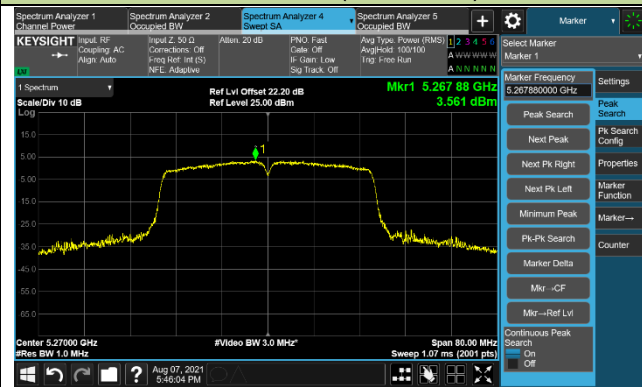 Spectrum Analyzer 1
Channel Power
Spectrum Analyzer 2
Occupied BW
Spectrum Analyzer 4
Swept SA
Spectrum Analyzer 5
Occupied BW
+
Marker
KEYSIGHT
Input: RF
Coupling: AC
Align: Auto
Input Z: 50 Ω
Corrections: Off
Freq Ref: Int (S)
NFE: Adaptive
Atten: 20 dB
PNO: Fast
Gate: Off
IF Gain: Low
Sig Track: Off
Avg Type: Power (RMS)
Avg|Hold: 100/100
Trig: Free Run
1 2 3 4 5 6
A W W W W W
A N N N N N
LXI
Select Marker
Marker 1
1 Spectrum
Scale/Div 10 dB
Log
Ref Lvl Offset 22.20 dB
Ref Level 25.00 dBm
Mkr1 5.267 88 GHz
3.561 dBm
1
15.0
5.00
-5.00
-15.0
-25.0
-35.0
-45.0
-55.0
-65.0
Center 5.27000 GHz
#Res BW 1.0 MHz
#Video BW 3.0 MHz*
Span 80.00 MHz
Sweep 1.07 ms (2001 pts)
Marker Frequency
5.267880000 GHz
Peak Search
Next Peak
Next Pk Right
Next Pk Left
Minimum Peak
Pk-Pk Search
Marker Delta
Mkr→CF
Mkr→Ref Lvl
Continuous Peak
Search
On
Off
Settings
Peak
Search
Pk Search
Config
Properties
Marker
Function
Marker→
Counter
?
Aug 07, 2021
5:46:04 PM